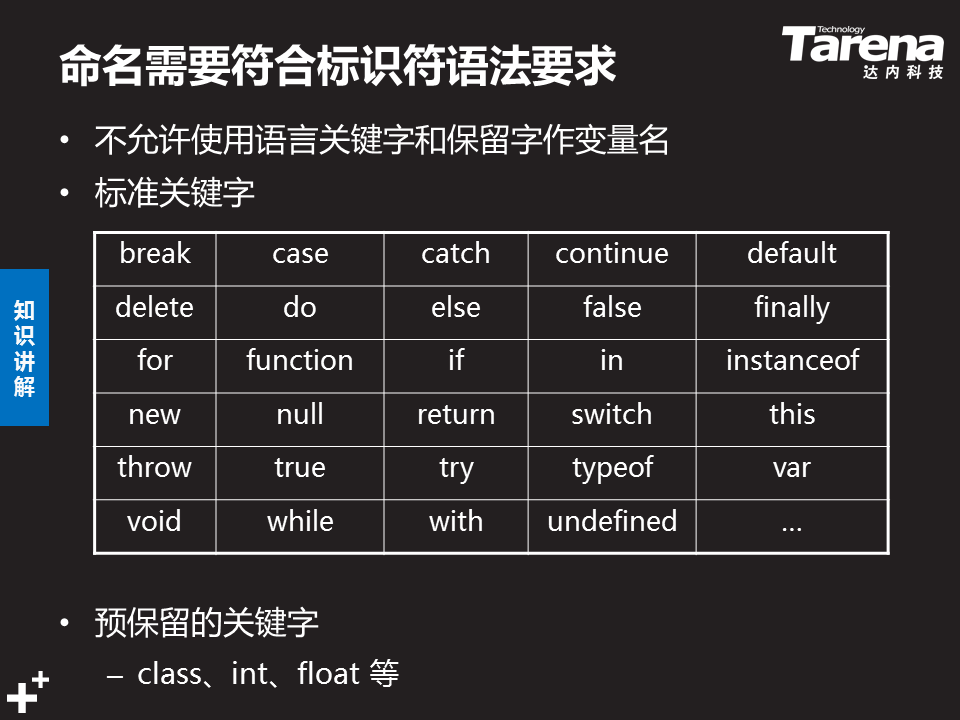 命名需要符合标识符语法要求
Technology
Tarena
达内科技
• 不允许使用语言关键字和保留字作变量名
• 标准关键字
break case catch continue default
delete do else false finally
for function if in instanceof
new null return switch this
throw true try typeof var
void while with undefined ...
知识讲解
• 预保留的关键字
– class、int、float 等